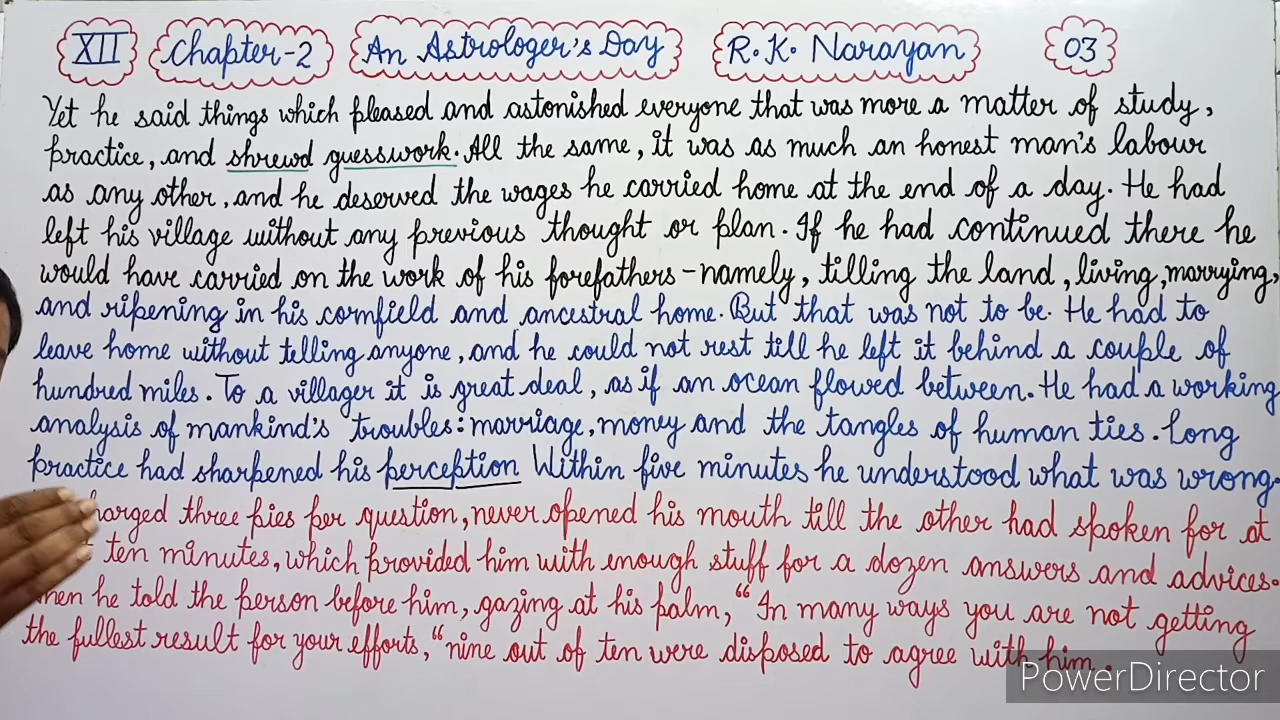 XII Chapter-2 An Astrologer's Day R.K. Narayan 03
Yet he said things which pleased and astonished everyone that was more a matter of study,
practice, and shrewd guesswork. All the same, it was as much an honest man's labour
as any other, and he deserved the wages he carried home at the end of a day. He had
left his village without any previous thought or plan. If he had continued there he
would have carried on the work of his forefathers - namely, tilling the land, living, marrying,
and ripening in his cornfield and ancestral home. But that was not to be. He had to
leave home without telling anyone, and he could not rest till he left it behind a couple of
hundred miles. To a villager it is great deal, as if an ocean flowed between. He had a working
analysis of mankind's troubles: marriage, money and the tangles of human ties. Long
practice had sharpened his perception Within five minutes he understood what was wrong.
harged three pies per question, never opened his mouth till the other had spoken for at
ten minutes, which provided him with enough stuff for a dozen answers and advices.
hen he told the person before him, gazing at his palm, “In many ways you are not getting
the fullest result for your efforts,“ nine out of ten were disposed to agree with him.
PowerDirector